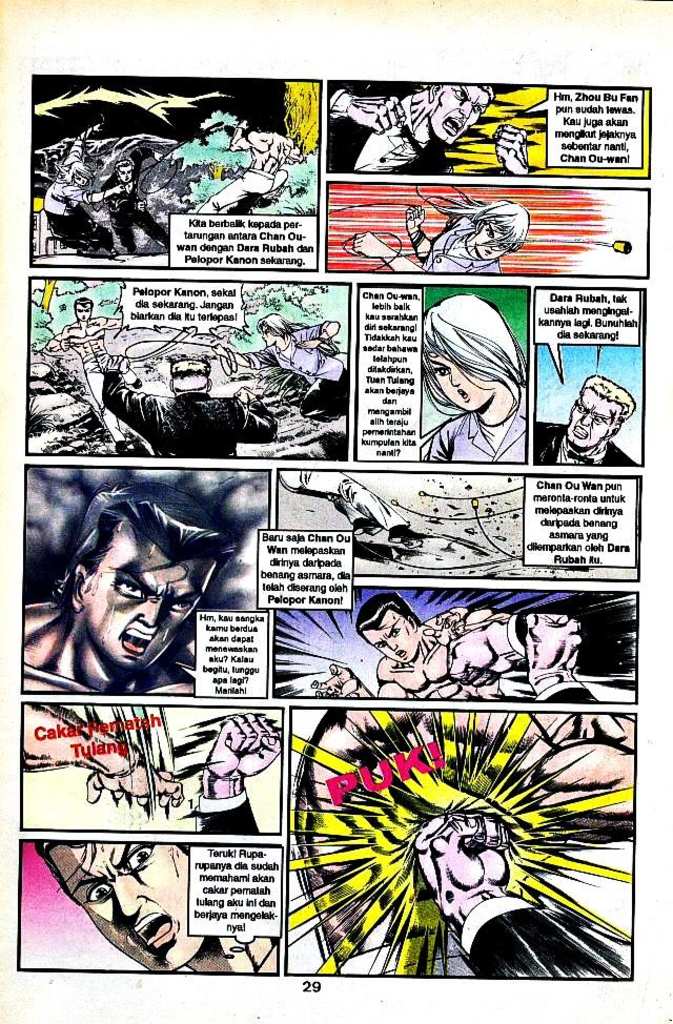 Kita berbalik kepada per-
tarungan antara Chan Ou-
wan dengan Dara Rubah dan
Pelopor Kanon sekarang.
Hm, Zhou Bu Fan
pun sudah tewas.
Kau juga akan
mengikut jejaknya
sebentar nanti,
Chan Ou-wan!
Pelopor Kanon, sekal
dia sekarang. Jangan
biarkan dia itu terlepas!
Chan Ou-wan,
lebih baik
kau serahkan
diri sekarang!
Tidakkah kau
sedar bahawa
telahpun
ditakdirkan,
Tuan Tulang
akan berjaya
dan
mengambil
alih teraju
kumpulan kita
nanti?
Dara Rubah, tak
usahlah mengingal-
kannya lagi. Bunuhlah
dia sekarang!
Baru saja Chan Ou
Wan melepaskan
dirinya daripada
benang asmara, dia
telah diserang oleh
Pelopor Kanon!
Chan Ou Wan pun
meronta-ronta untuk
melepaskan dirinya
daripada benang
asmara yang
dilemparkan oleh Dara
Rubah itu.
Hm, kau sangka
kamu berdua
akan dapat
mengalahkan
aku? Kalau
begitu, tunggu
apa lagi?
Marilah!
Cakar Pematah
Tulang
PUK!
Teruk! Rupa-
rupanya dia sudah
memahami akan
cakar pematah
tulang aku ini dan
berjaya mengelak-
nya!
29